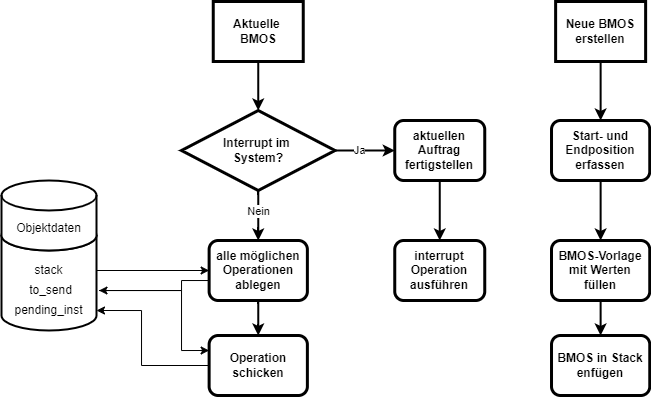 Aktuelle
BMOS
Neue BMOS
erstellen
Interrupt im
System?
Ja
aktuellen
Auftrag
fertigstellen
Start- und
Endposition
erfassen
Nein
Objektdaten
stack
to_send
pending_inst
alle möglichen
Operationen
ablegen
interrupt
Operation
ausführen
BMOS-Vorlage
mit Werten
füllen
Operation
schicken
BMOS in Stack
enfügen